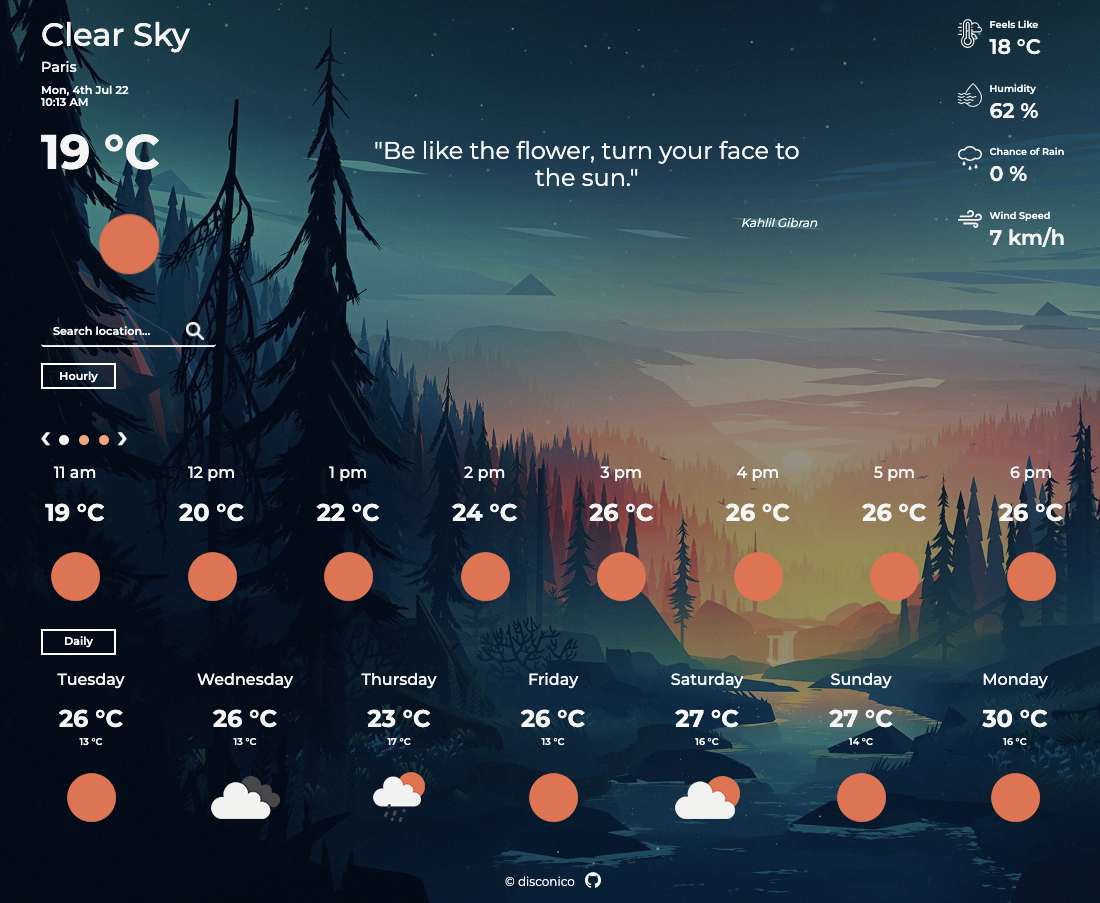 Clear Sky
Paris
Mon, 4th Jul 22
10:13 AM
19 °C
"Be like the flower, turn your face to
the sun."
Kahlil Gibran
Feels Like
18 °C
Humidity
62 %
Chance of Rain
0 %
Wind Speed
7 km/h
Search location...
Hourly
11 am 12 pm 1 pm 2 pm 3 pm 4 pm 5 pm 6 pm
19 °C 20 °C 22 °C 24 °C 26 °C 26 °C 26 °C 26 °C
Daily
Tuesday Wednesday Thursday Friday Saturday Sunday Monday
26 °C 26 °C 23 °C 26 °C 27 °C 27 °C 30 °C
13 °C 13 °C 17 °C 13 °C 16 °C 14 °C 16 °C
© disconico